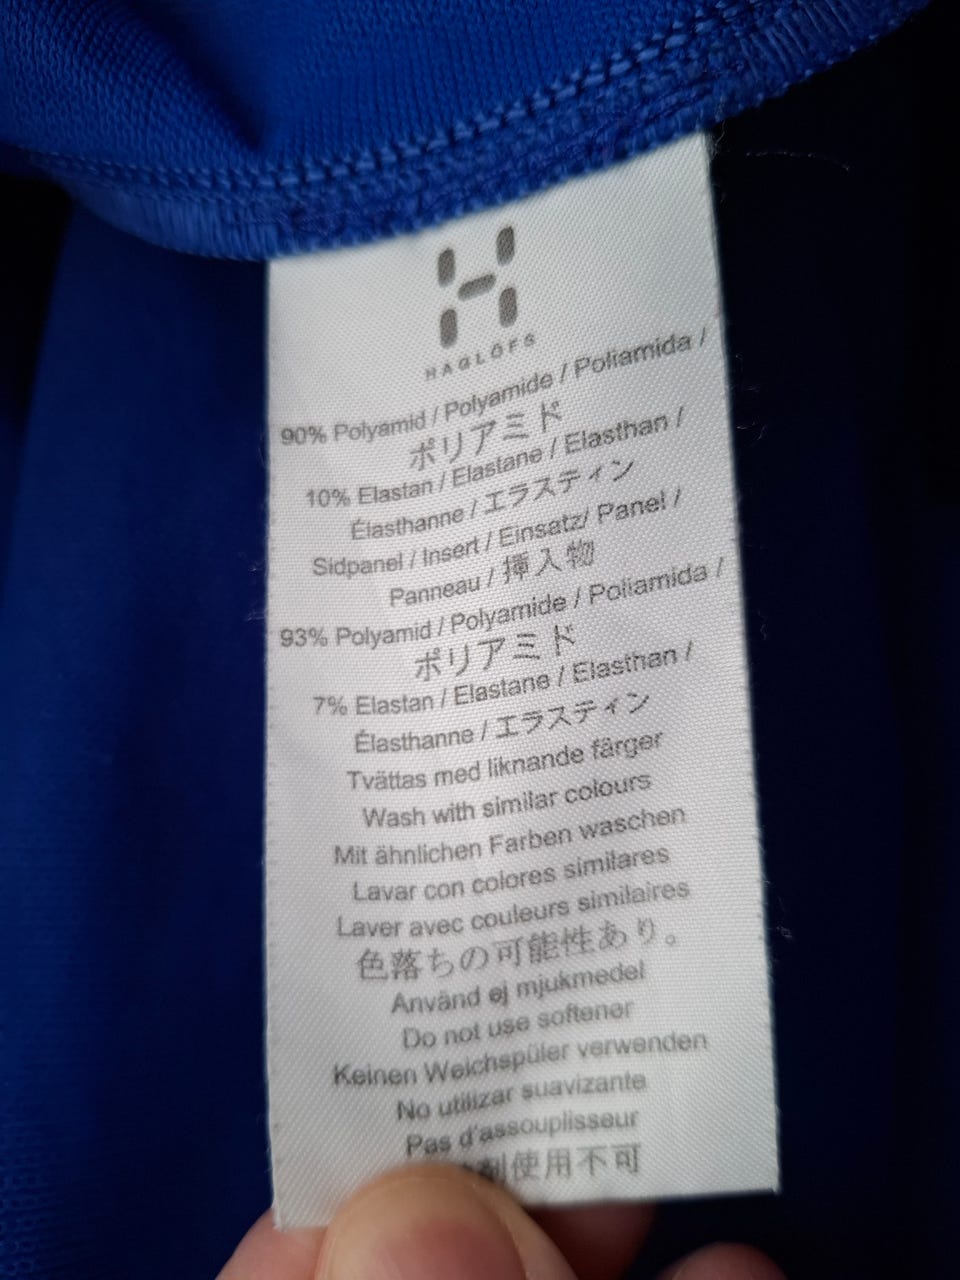 HAGLÖFS
90% Polyamid / Polyamide / Poliamida /
ポリアミド
10% Elastan / Elastane / Elasthan /
Élasthanne / エラスティン
Sidpanel / Insert / Einsatz/ Panel /
Panneau / 挿入物
93% Polyamid / Polyamide / Poliamida /
ポリアミド
7% Elastan / Elastane / Elasthan /
Élasthanne / エラスティン
Tvättas med liknande färger
Wash with similar colours
Mit ähnlichen Farben waschen
Lavar con colores similares
Laver avec couleurs similaires
色落ちの可能性あり。
Använd ej mjukmedel
Do not use softener
Keinen Weichspüler verwenden
No utilizar suavizante
Pas d'assouplisseur
剤使用不可